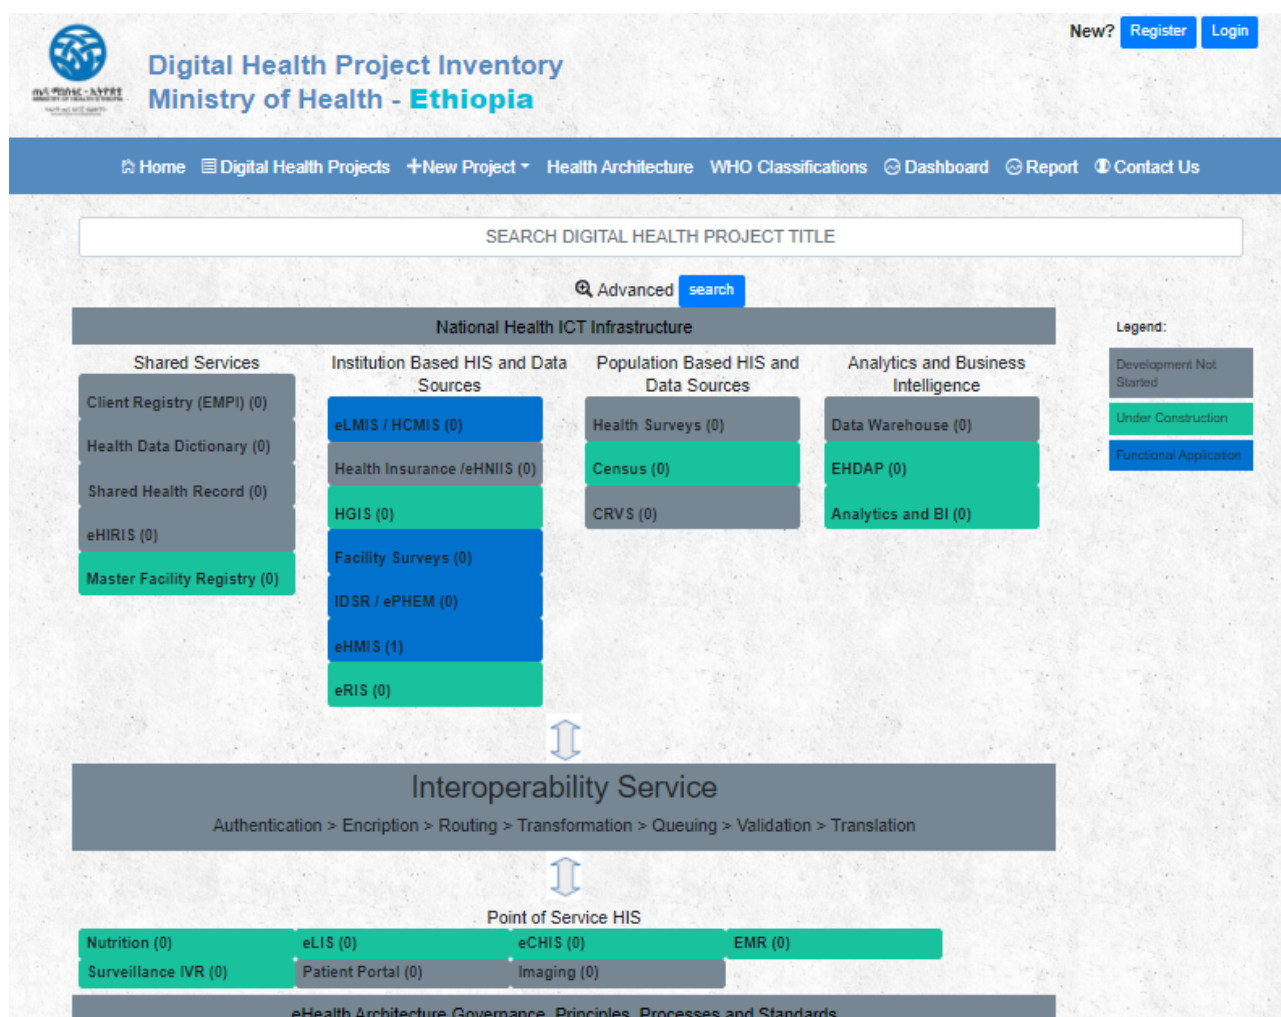 New? Register Login
Digital Health Project Inventory
Ministry of Health - Ethiopia
Home Digital Health Projects +New Project Health Architecture WHO Classifications Dashboard Report Contact Us
SEARCH DIGITAL HEALTH PROJECT TITLE
Advanced search
National Health ICT Infrastructure
Shared Services
Client Registry (EMPI) (0)
Health Data Dictionary (0)
Shared Health Record (0)
eHIRIS (0)
Master Facility Registry (0)
Institution Based HIS and Data
Sources
eLMIS / HCMIS (0)
Health Insurance /eHNIIS (0)
HGIS (0)
Facility Surveys (0)
IDSR / ePHEM (0)
eHMIS (1)
eRIS (0)
Population Based HIS and
Data Sources
Health Surveys (0)
Census (0)
CRVS (0)
Analytics and Business
Intelligence
Data Warehouse (0)
EHDAP (0)
Analytics and BI (0)
Legend:
Development Not
Started
Under Construction
Functional Application
Interoperability Service
Authentication > Encription > Routing > Transformation > Queuing > Validation > Translation
Point of Service HIS
Nutrition (0) eLIS (0) eCHIS (0) EMR (0)
Surveillance IVR (0) Patient Portal (0) Imaging (0)
eHealth Architecture Governance, Principles, Processes and Standards